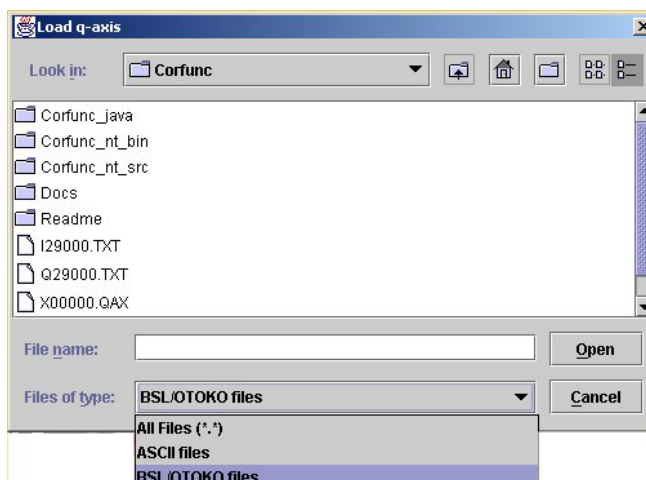 Load q-axis
Look in: Corfunc
Corfunc_java
Corfunc_nt_bin
Corfunc_nt_src
Docs
Readme
I29000.TXT
Q29000.TXT
X00000.QAX
File name: Open
Files of type: BSL/OTOKO files Cancel
All Files (*.*)
ASCII files
BSL/OTOKO files